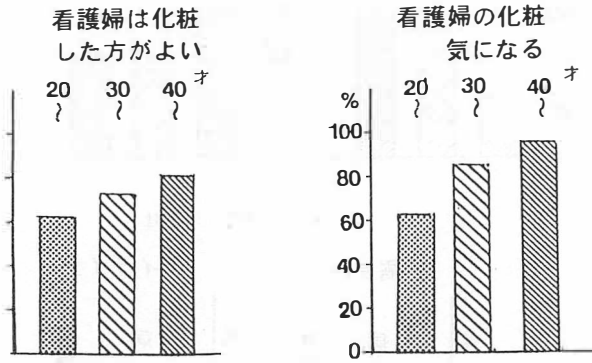 看護婦は化粧
した方がよい
20～
30～
40～才
看護婦の化粧
気になる
20～
30～
40～才
%
100
80
60
40
20
0